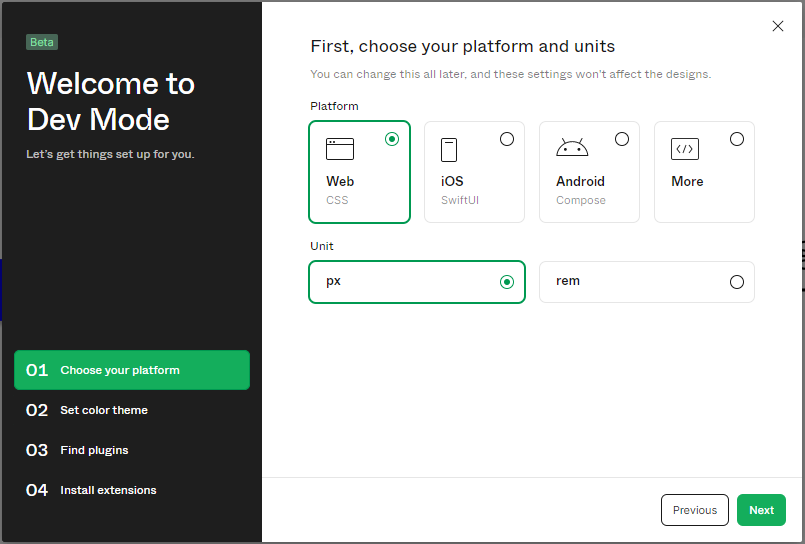 Beta
Welcome to
Dev Mode
Let's get things set up for you.
01 Choose your platform
02 Set color theme
03 Find plugins
04 Install extensions
First, choose your platform and units
You can change this all later, and these settings won't affect the designs.
Platform
Web
CSS
iOS
SwiftUI
Android
Compose
</>
More
Unit
px
rem
Previous
Next